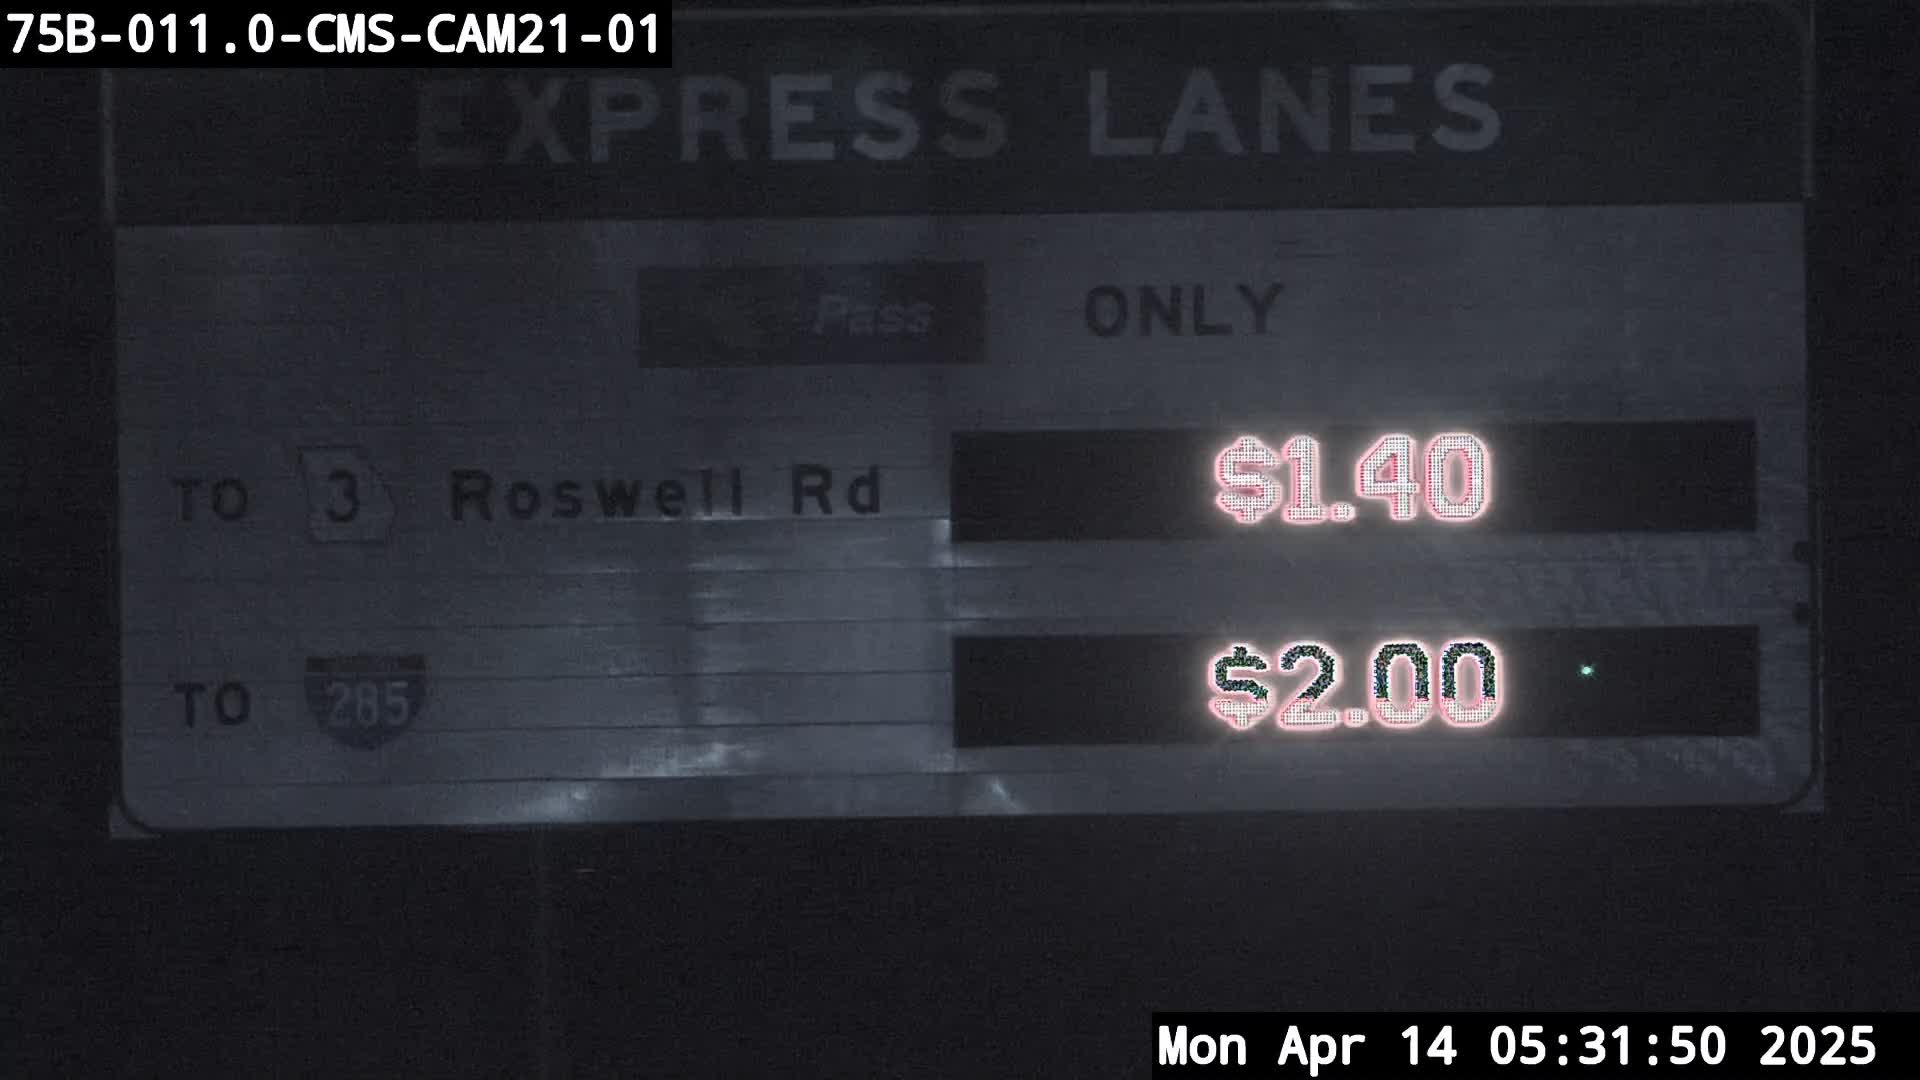 75B-011.0-CMS-CAM21-01
EXPRESS LANES
Pass ONLY
TO 3 Roswell Rd $1.40
TO 285 $2.00
Mon Apr 14 05:31:50 2025